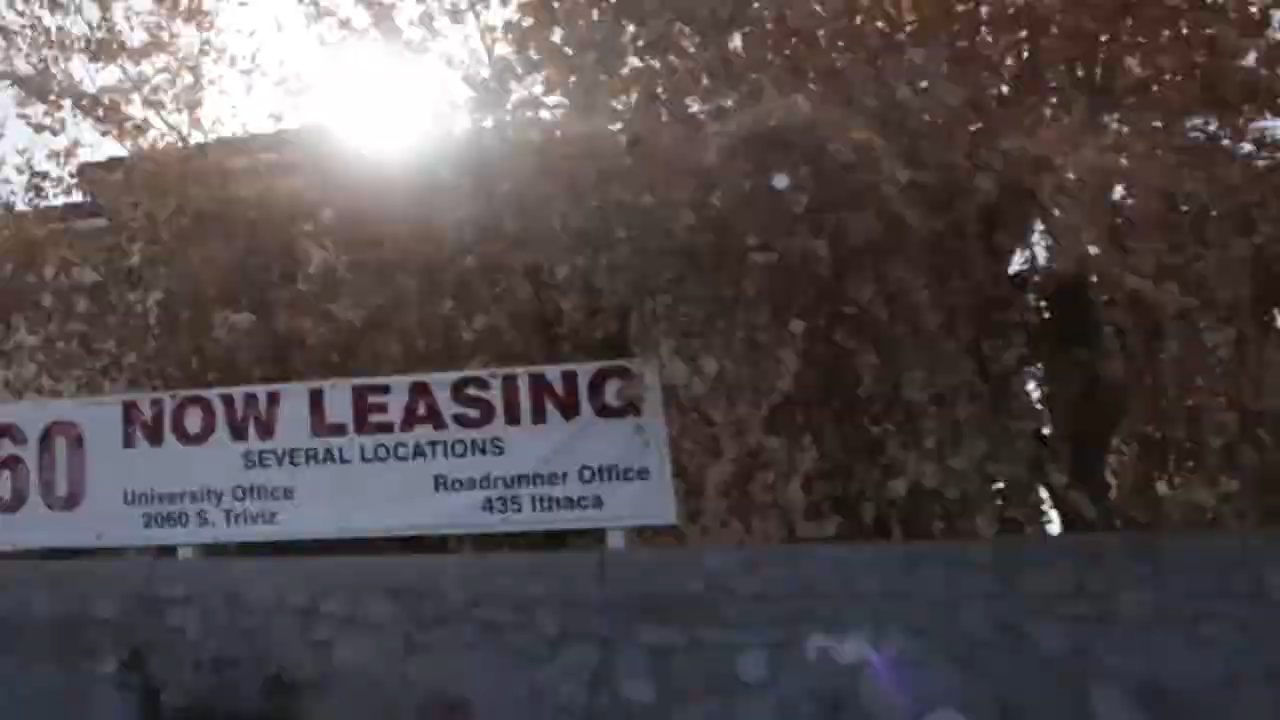 60
NOW LEASING
SEVERAL LOCATIONS
University Office
2060 S. Triviz
Roadrunner Office
435 Ithaca